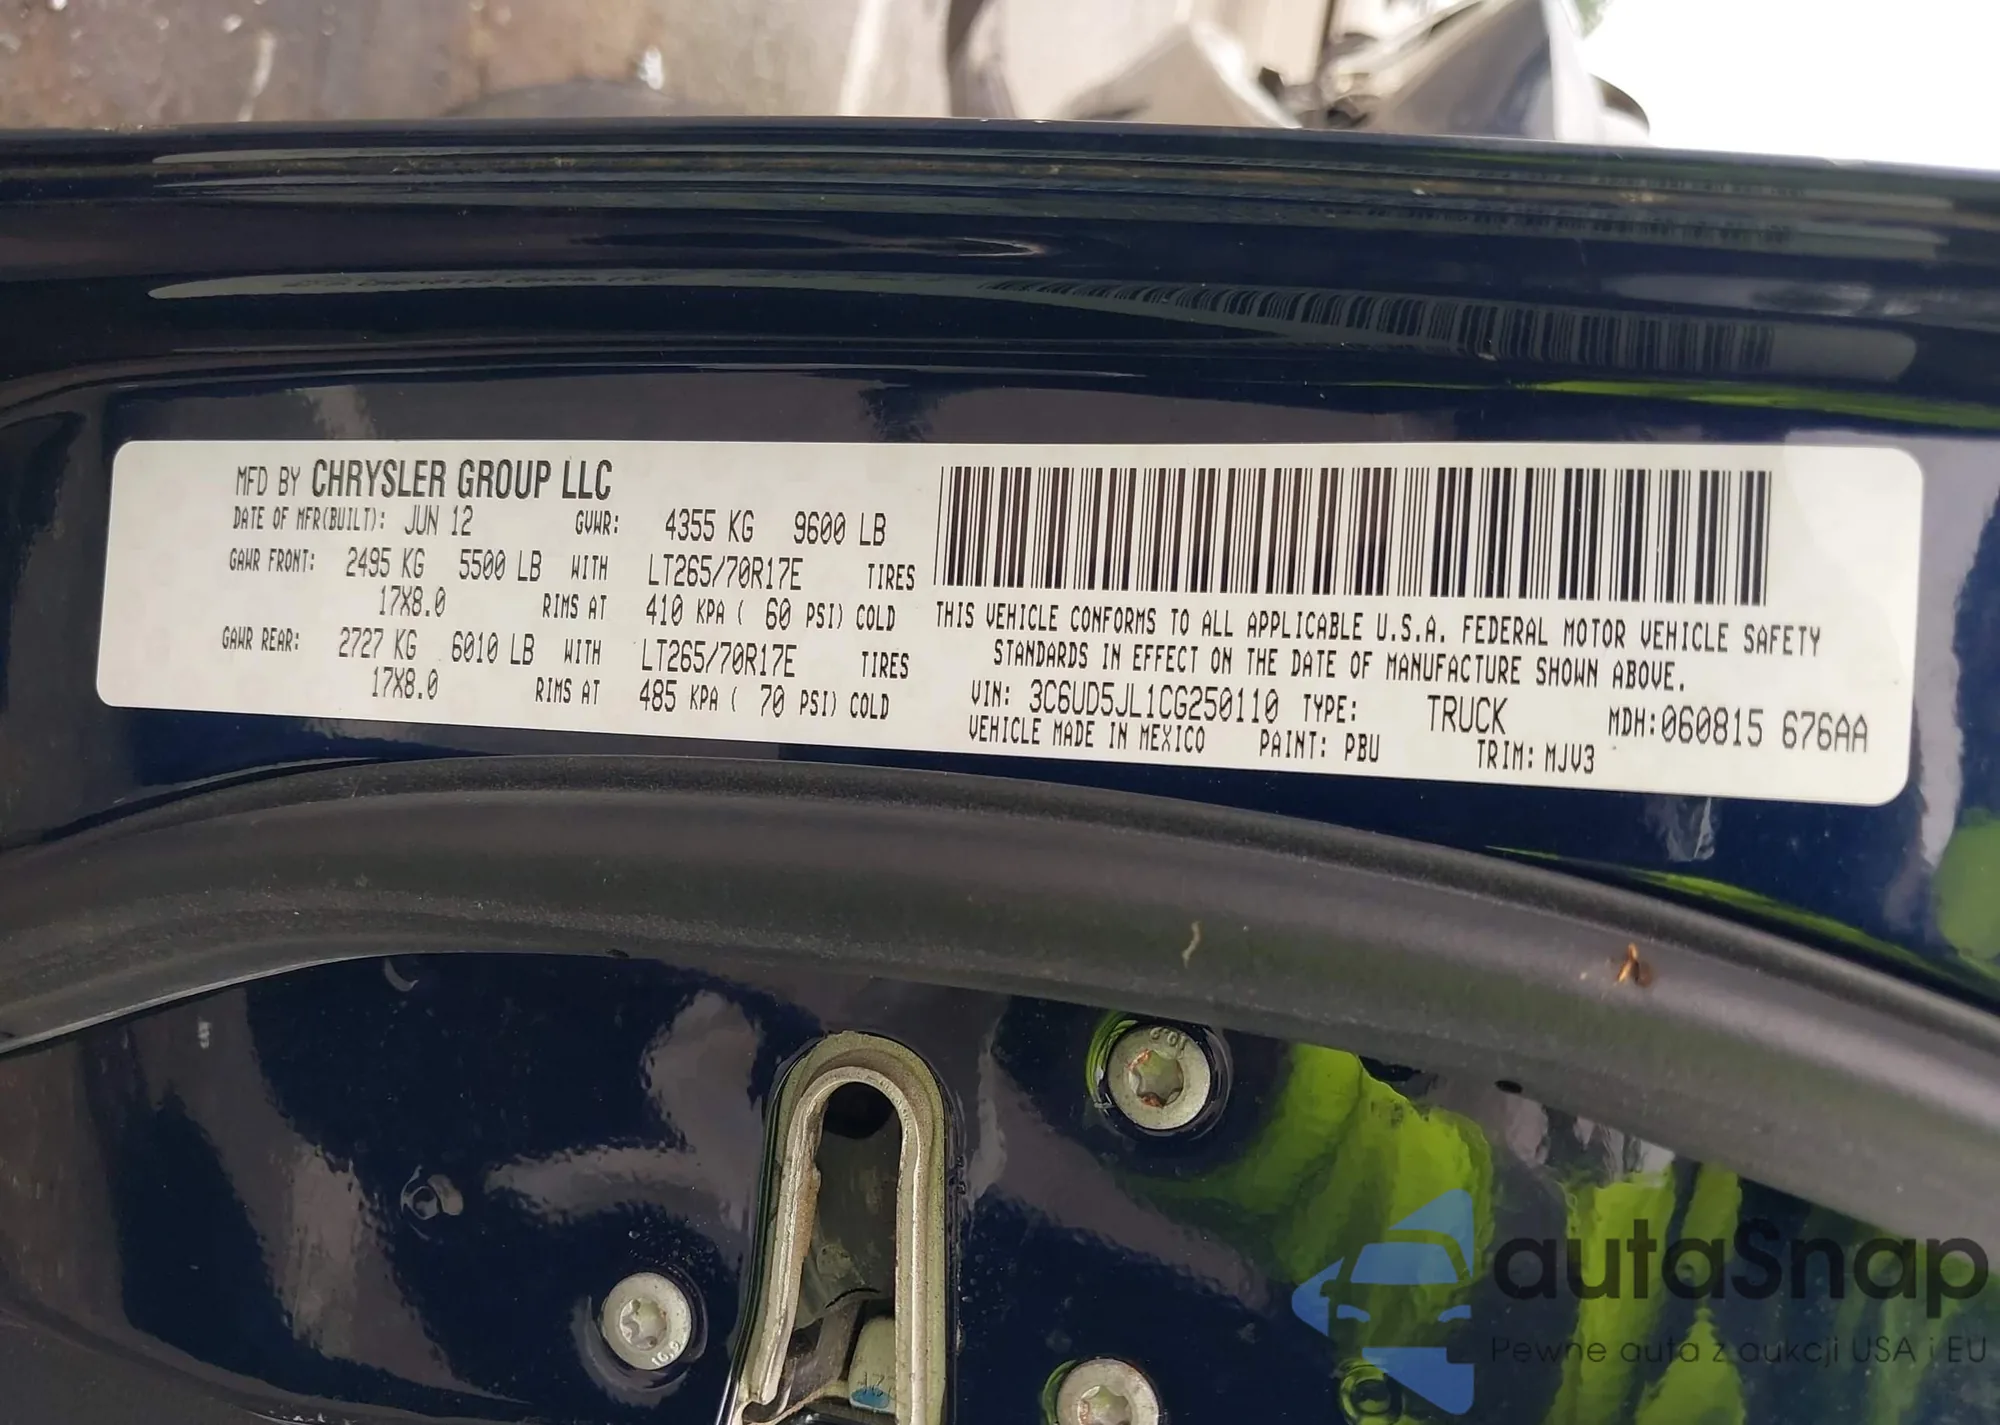 MFD BY CHRYSLER GROUP LLC
DATE OF MFR(BUILT): JUN 12 GVWR: 4355 KG 9600 LB
GAWR FRONT: 2495 KG 5500 LB WITH LT265/70R17E TIRES
17X8.0 RIMS AT 410 KPA ( 60 PSI) COLD
GAWR REAR: 2727 KG 6010 LB WITH LT265/70R17E TIRES
17X8.0 RIMS AT 485 KPA ( 70 PSI) COLD
THIS VEHICLE CONFORMS TO ALL APPLICABLE U.S.A. FEDERAL MOTOR VEHICLE SAFETY
STANDARDS IN EFFECT ON THE DATE OF MANUFACTURE SHOWN ABOVE.
VIN: 3C6UD5JL1CG250110 TYPE: TRUCK MDH:060815 676AA
VEHICLE MADE IN MEXICO PAINT: PBU TRIM: MJV3
10.9
autaSnap
Pewne auta z aukcji USA i EU